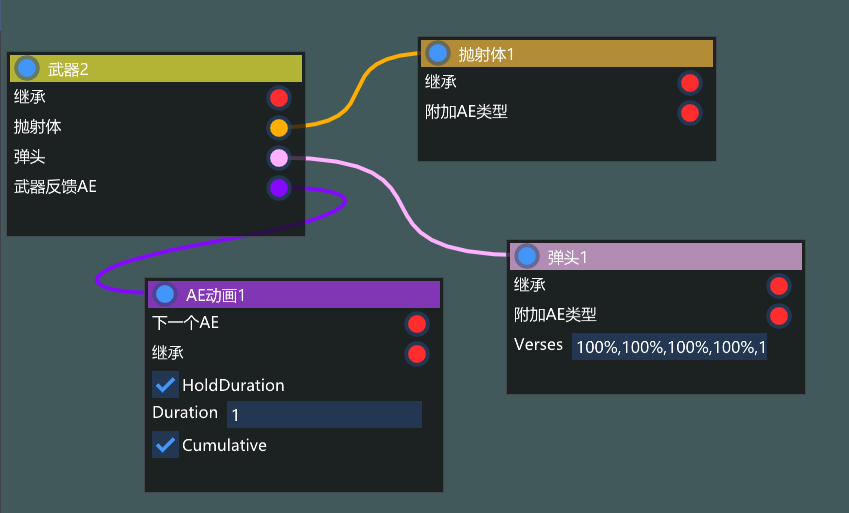 武器2
继承
抛射体
弹头
武器反馈AE
抛射体1
继承
附加AE类型
弹头1
继承
附加AE类型
Verses 100%,100%,100%,100%,1
AE动画1
下一个AE
继承
HoldDuration
Duration 1
Cumulative